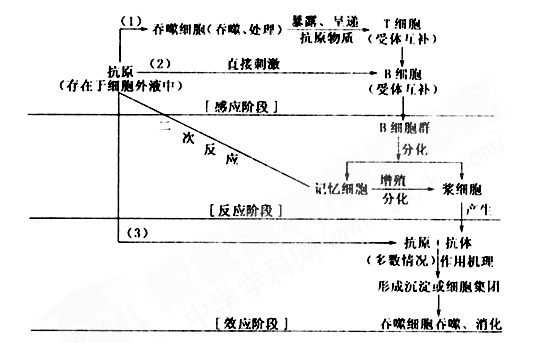 (1) 吞噬细胞(吞噬、处理) 暴露、呈递 T细胞
抗原物质 (受体互补)
抗原 (2) 直接刺激 B细胞
(存在于细胞外液中) (受体互补)
[感应阶段]
B细胞群
二次反应 分化
记忆细胞 增殖 浆细胞
分化
[反应阶段] 产生
(3) 抗原 抗体
(多数情况) 作用机理
形成沉淀或细胞集团
[效应阶段] 吞噬细胞吞噬、消化